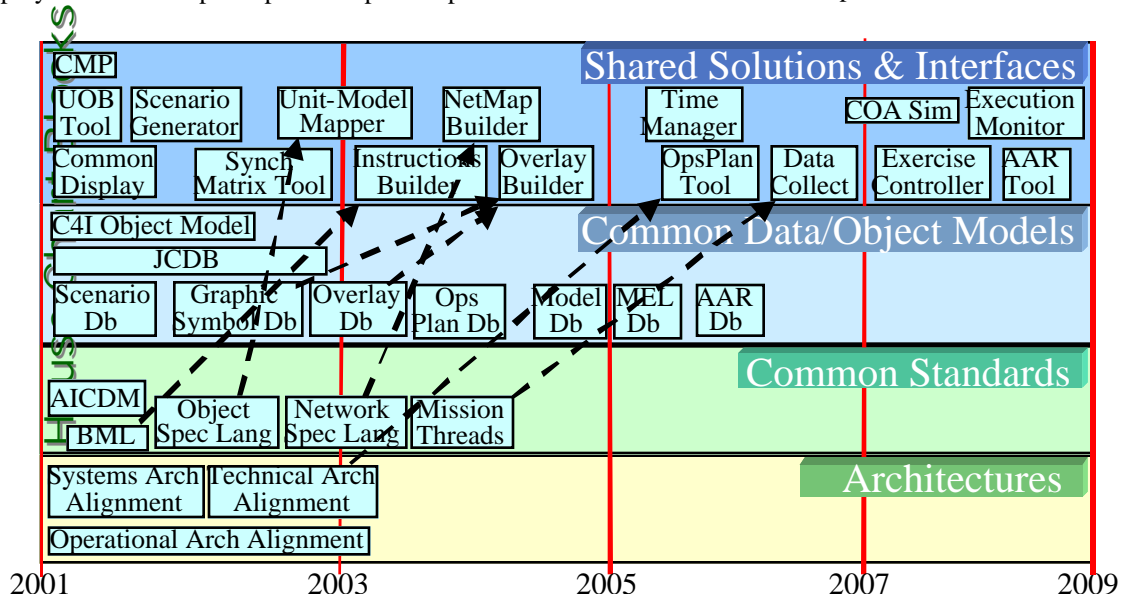 Shared Solutions & Interfaces
CMP
UOB
Tool
Scenario
Generator
Unit-Model
Mapper
NetMap
Builder
Time
Manager
COA Sim
Execution
Monitor
Common
Display
Synch
Matrix Tool
Instructions
Builder
Overlay
Builder
OpsPlan
Tool
Data
Collect
Exercise
Controller
AAR
Tool
Common Data/Object Models
C4I Object Model
JCDB
Scenario
Db
Graphic
Symbol Db
Overlay
Db
Ops
Plan Db
Model
Db
MEL
Db
AAR
Db
Common Standards
AICDM
BML
Object
Spec Lang
Network
Spec Lang
Mission
Threads
Architectures
Systems Arch
Alignment
Technical Arch
Alignment
Operational Arch Alignment
2001
2003
2005
2007
2009